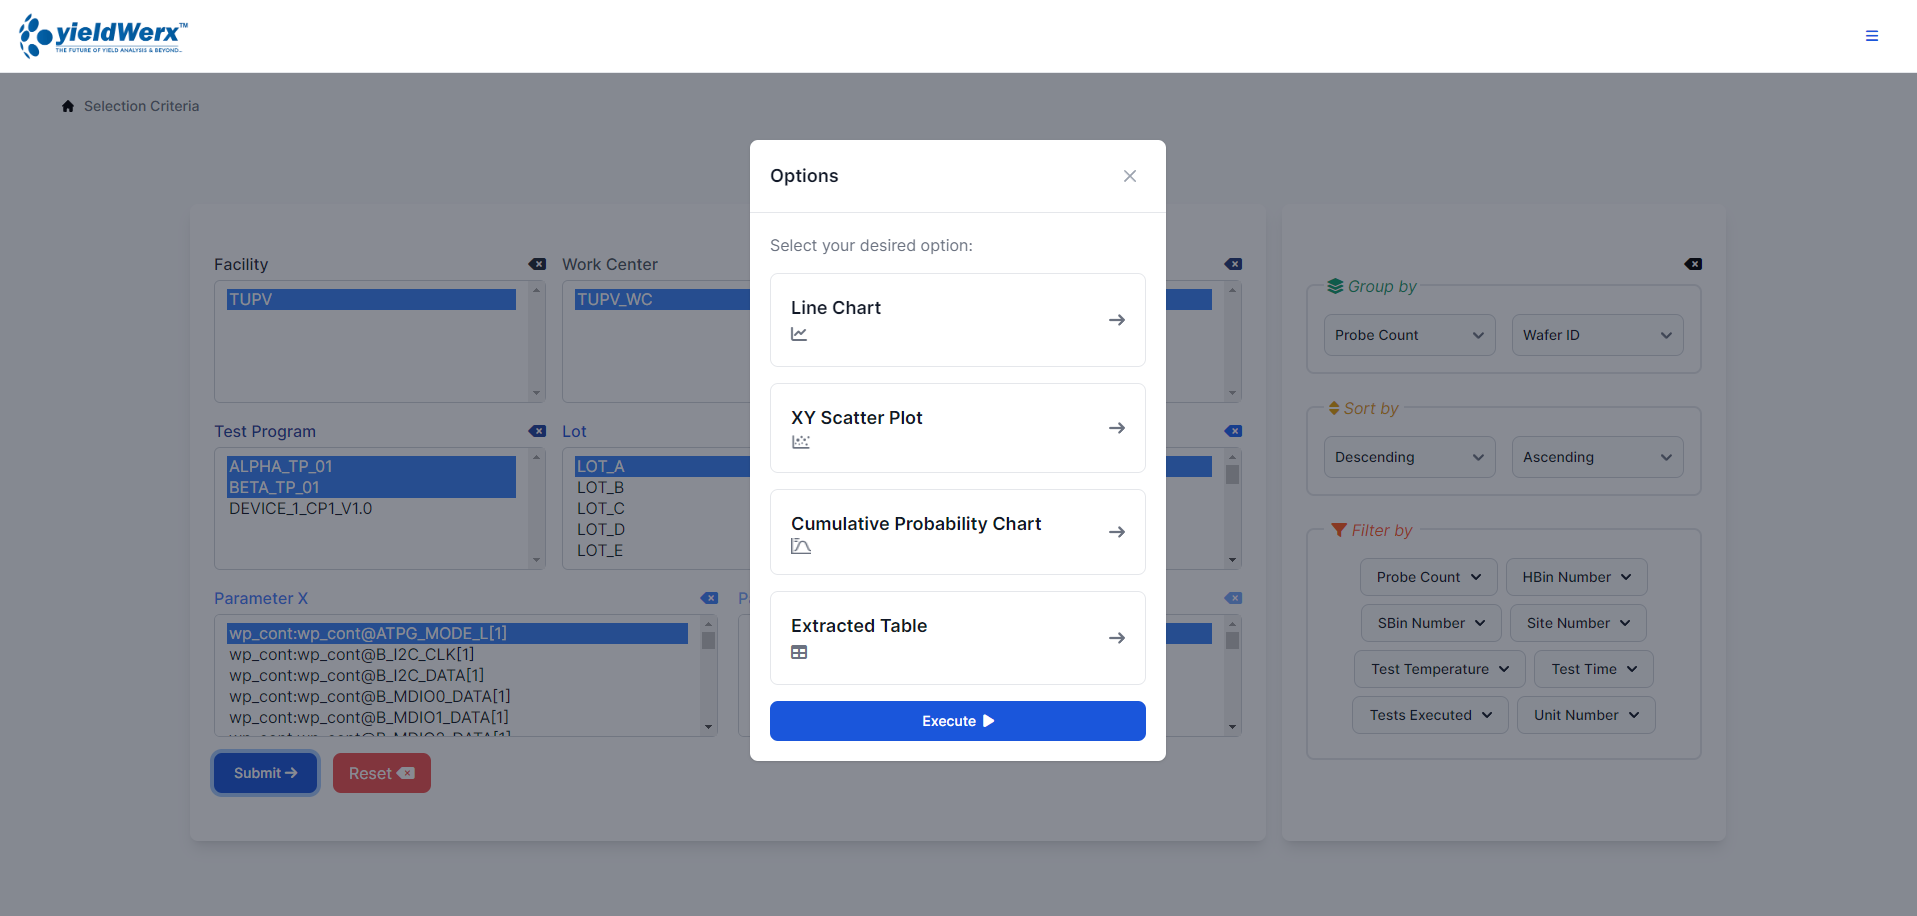 yieldWerx™
THE FUTURE OF YIELD ANALYSIS & BEYOND..
Selection Criteria
Options
Select your desired option:
Line Chart
XY Scatter Plot
Cumulative Probability Chart
Extracted Table
Execute
Facility
TUPV
Work Center
TUPV_WC
Test Program
ALPHA_TP_01
BETA_TP_01
DEVICE_1_CP1_V1.0
Lot
LOT_A
LOT_B
LOT_C
LOT_D
LOT_E
Parameter X
wp_cont:wp_cont@ATPG_MODE_L[1]
wp_cont:wp_cont@B_I2C_CLK[1]
wp_cont:wp_cont@B_I2C_DATA[1]
wp_cont:wp_cont@B_MDIO0_DATA[1]
wp_cont:wp_cont@B_MDIO1_DATA[1]
Submit
Reset
Group by
Probe Count
Wafer ID
Sort by
Descending
Ascending
Filter by
Probe Count
HBin Number
SBin Number
Site Number
Test Temperature
Test Time
Tests Executed
Unit Number